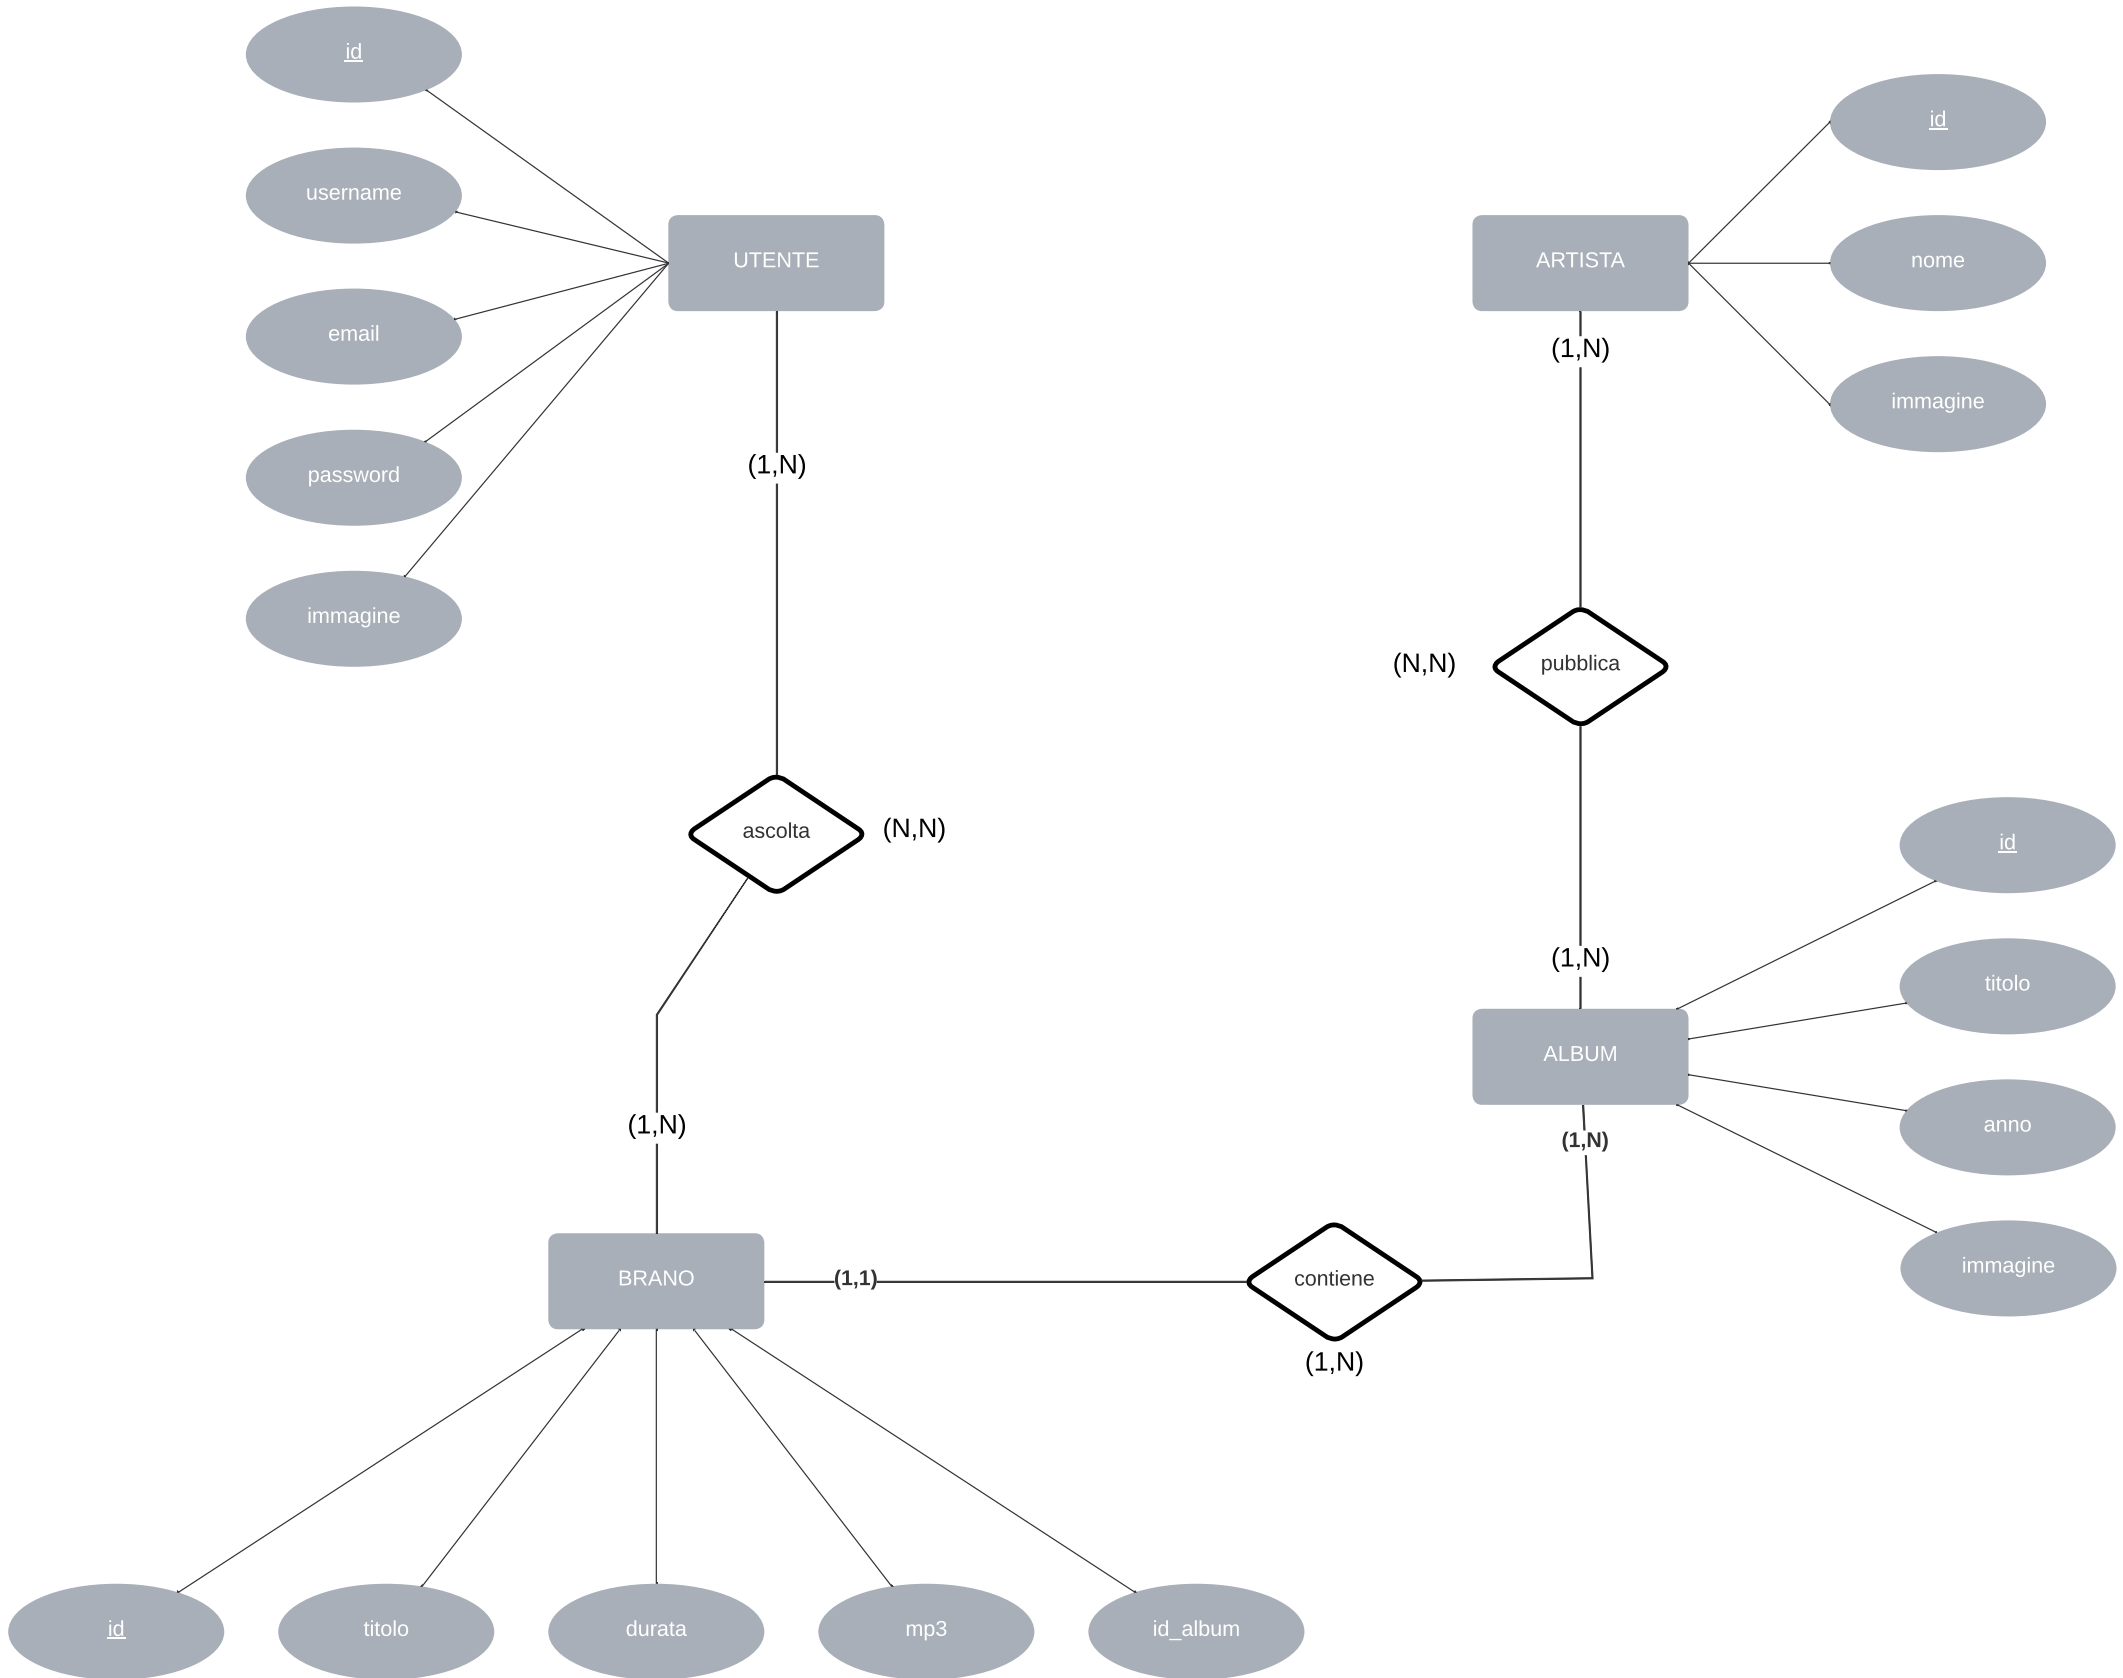 id
username
email
password
immagine
UTENTE
(1,N)
ascolta
(N,N)
(1,N)
ARTISTA
id
nome
immagine
(1,N)
(N,N)
pubblica
(1,N)
ALBUM
id
titolo
anno
immagine
(1,N)
BRANO
(1,1)
contiene
(1,N)
id
titolo
durata
mp3
id_album